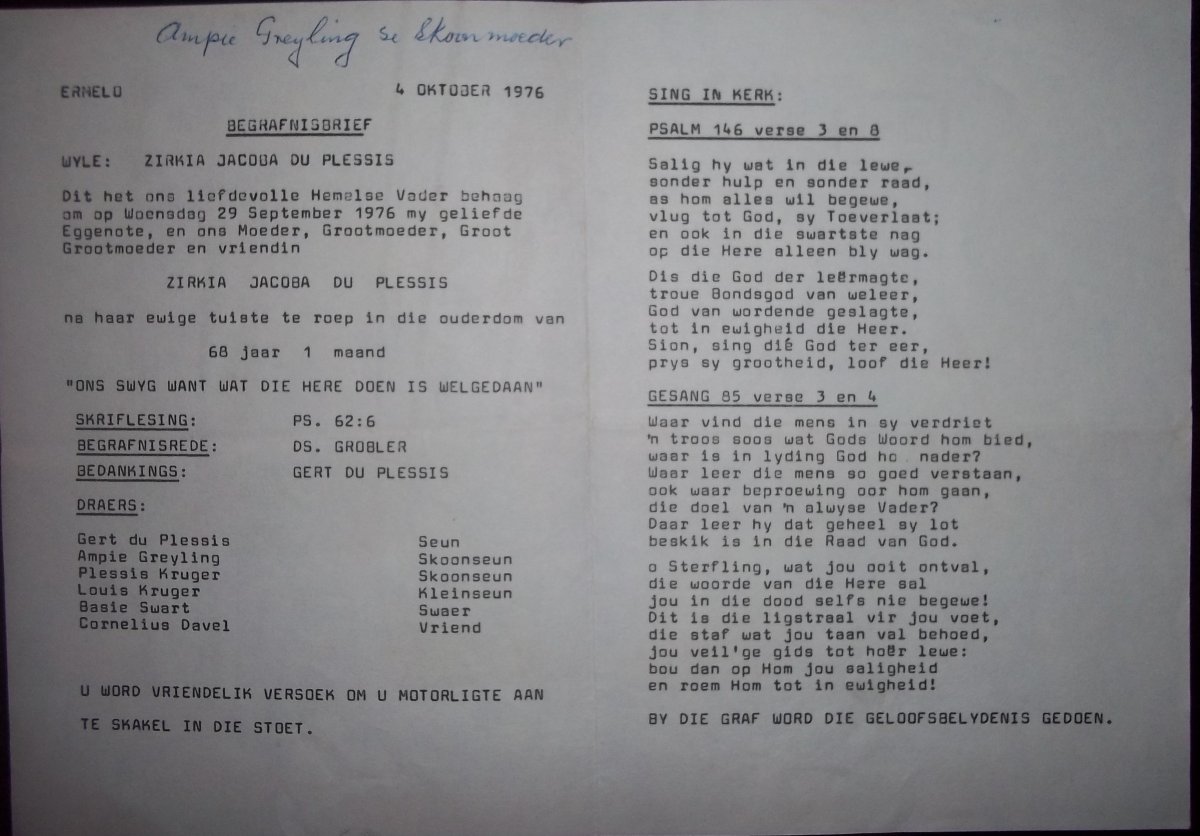 Ampie Greyling se Skoonmoeder
ERMELO 4 OKTOBER 1976
BEGRAFNISBRIEF
WYLE: ZIRKIA JACOBA DU PLESSIS
Dit het ons liefdevolle Hemelse Vader behaag
om op Woensdag 29 September 1976 my geliefde
Eggenote, en ons Moeder, Grootmoeder, Groot
Grootmoeder en vriendin
ZIRKIA JACOBA DU PLESSIS
na haar ewige tuiste te roep in die ouderdom van
68 jaar 1 maand
"ONS SWYG WANT WAT DIE HERE DOEN IS WELGEDAAN"
SKRIFLESING: PS. 62:6
BEGRAFNISREDE: DS. GROBLER
BEDANKINGS: GERT DU PLESSIS
DRAERS:
Gert du Plessis Seun
Ampie Greyling Skoonseun
Plessis Kruger Skoonseun
Louis Kruger Kleinseun
Basie Swart Swaer
Cornelius Davel Vriend
U WORD VRIENDELIK VERSOEK OM U MOTORLIGTE AAN
TE SKAKEL IN DIE STOET.
SING IN KERK:
PSALM 146 verse 3 en 8
Salig hy wat in die lewe,
sonder hulp en sonder raad,
as hom alles wil begewe,
vlug tot God, sy Toeverlaat;
en ook in die swartste nag
op die Here alleen bly wag.
Dis die God der leërmagte,
troue Bondsgod van weleer,
God van wordende geslagte,
tot in ewigheid die Heer.
Sion, sing dié God ter eer,
prys sy grootheid, loof die Heer!
GESANG 85 verse 3 en 4
Waar vind die mens in sy verdriet
'n troos soos wat Gods Woord hom bied,
waar is in lyding God ho nader?
Waar leer die mens so goed verstaan,
ook waar beproewing oor hom gaan,
die doel van 'n alwyse Vader?
Daar leer hy dat geheel sy lot
beskik is in die Raad van God.
o Sterfling, wat jou ooit ontval,
die woorde van die Here sal
jou in die dood selfs nie begewe!
Dit is die ligstraal vir jou voet,
die staf wat jou taan val behoed,
jou veil'ge gids tot hoër lewe:
bou dan op Hom jou saligheid
en roem Hom tot in ewigheid!
BY DIE GRAF WORD DIE GELOOFSBELYDENIS GEDOEN.